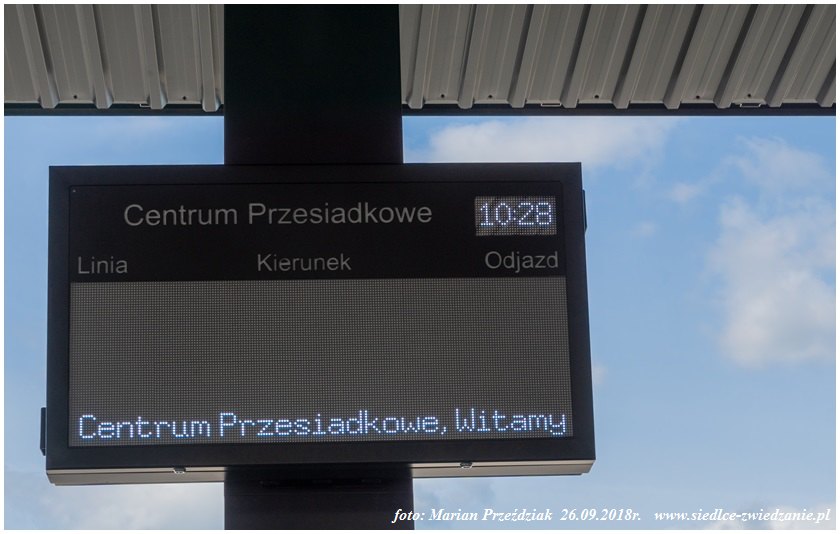 Centrum Przesiadkowe 10:28
Linia Kierunek Odjazd
Centrum Przesiadkowe, Witamy
foto: Marian Przeździak 26.09.2018r. www.siedlce-zwiedzanie.pl